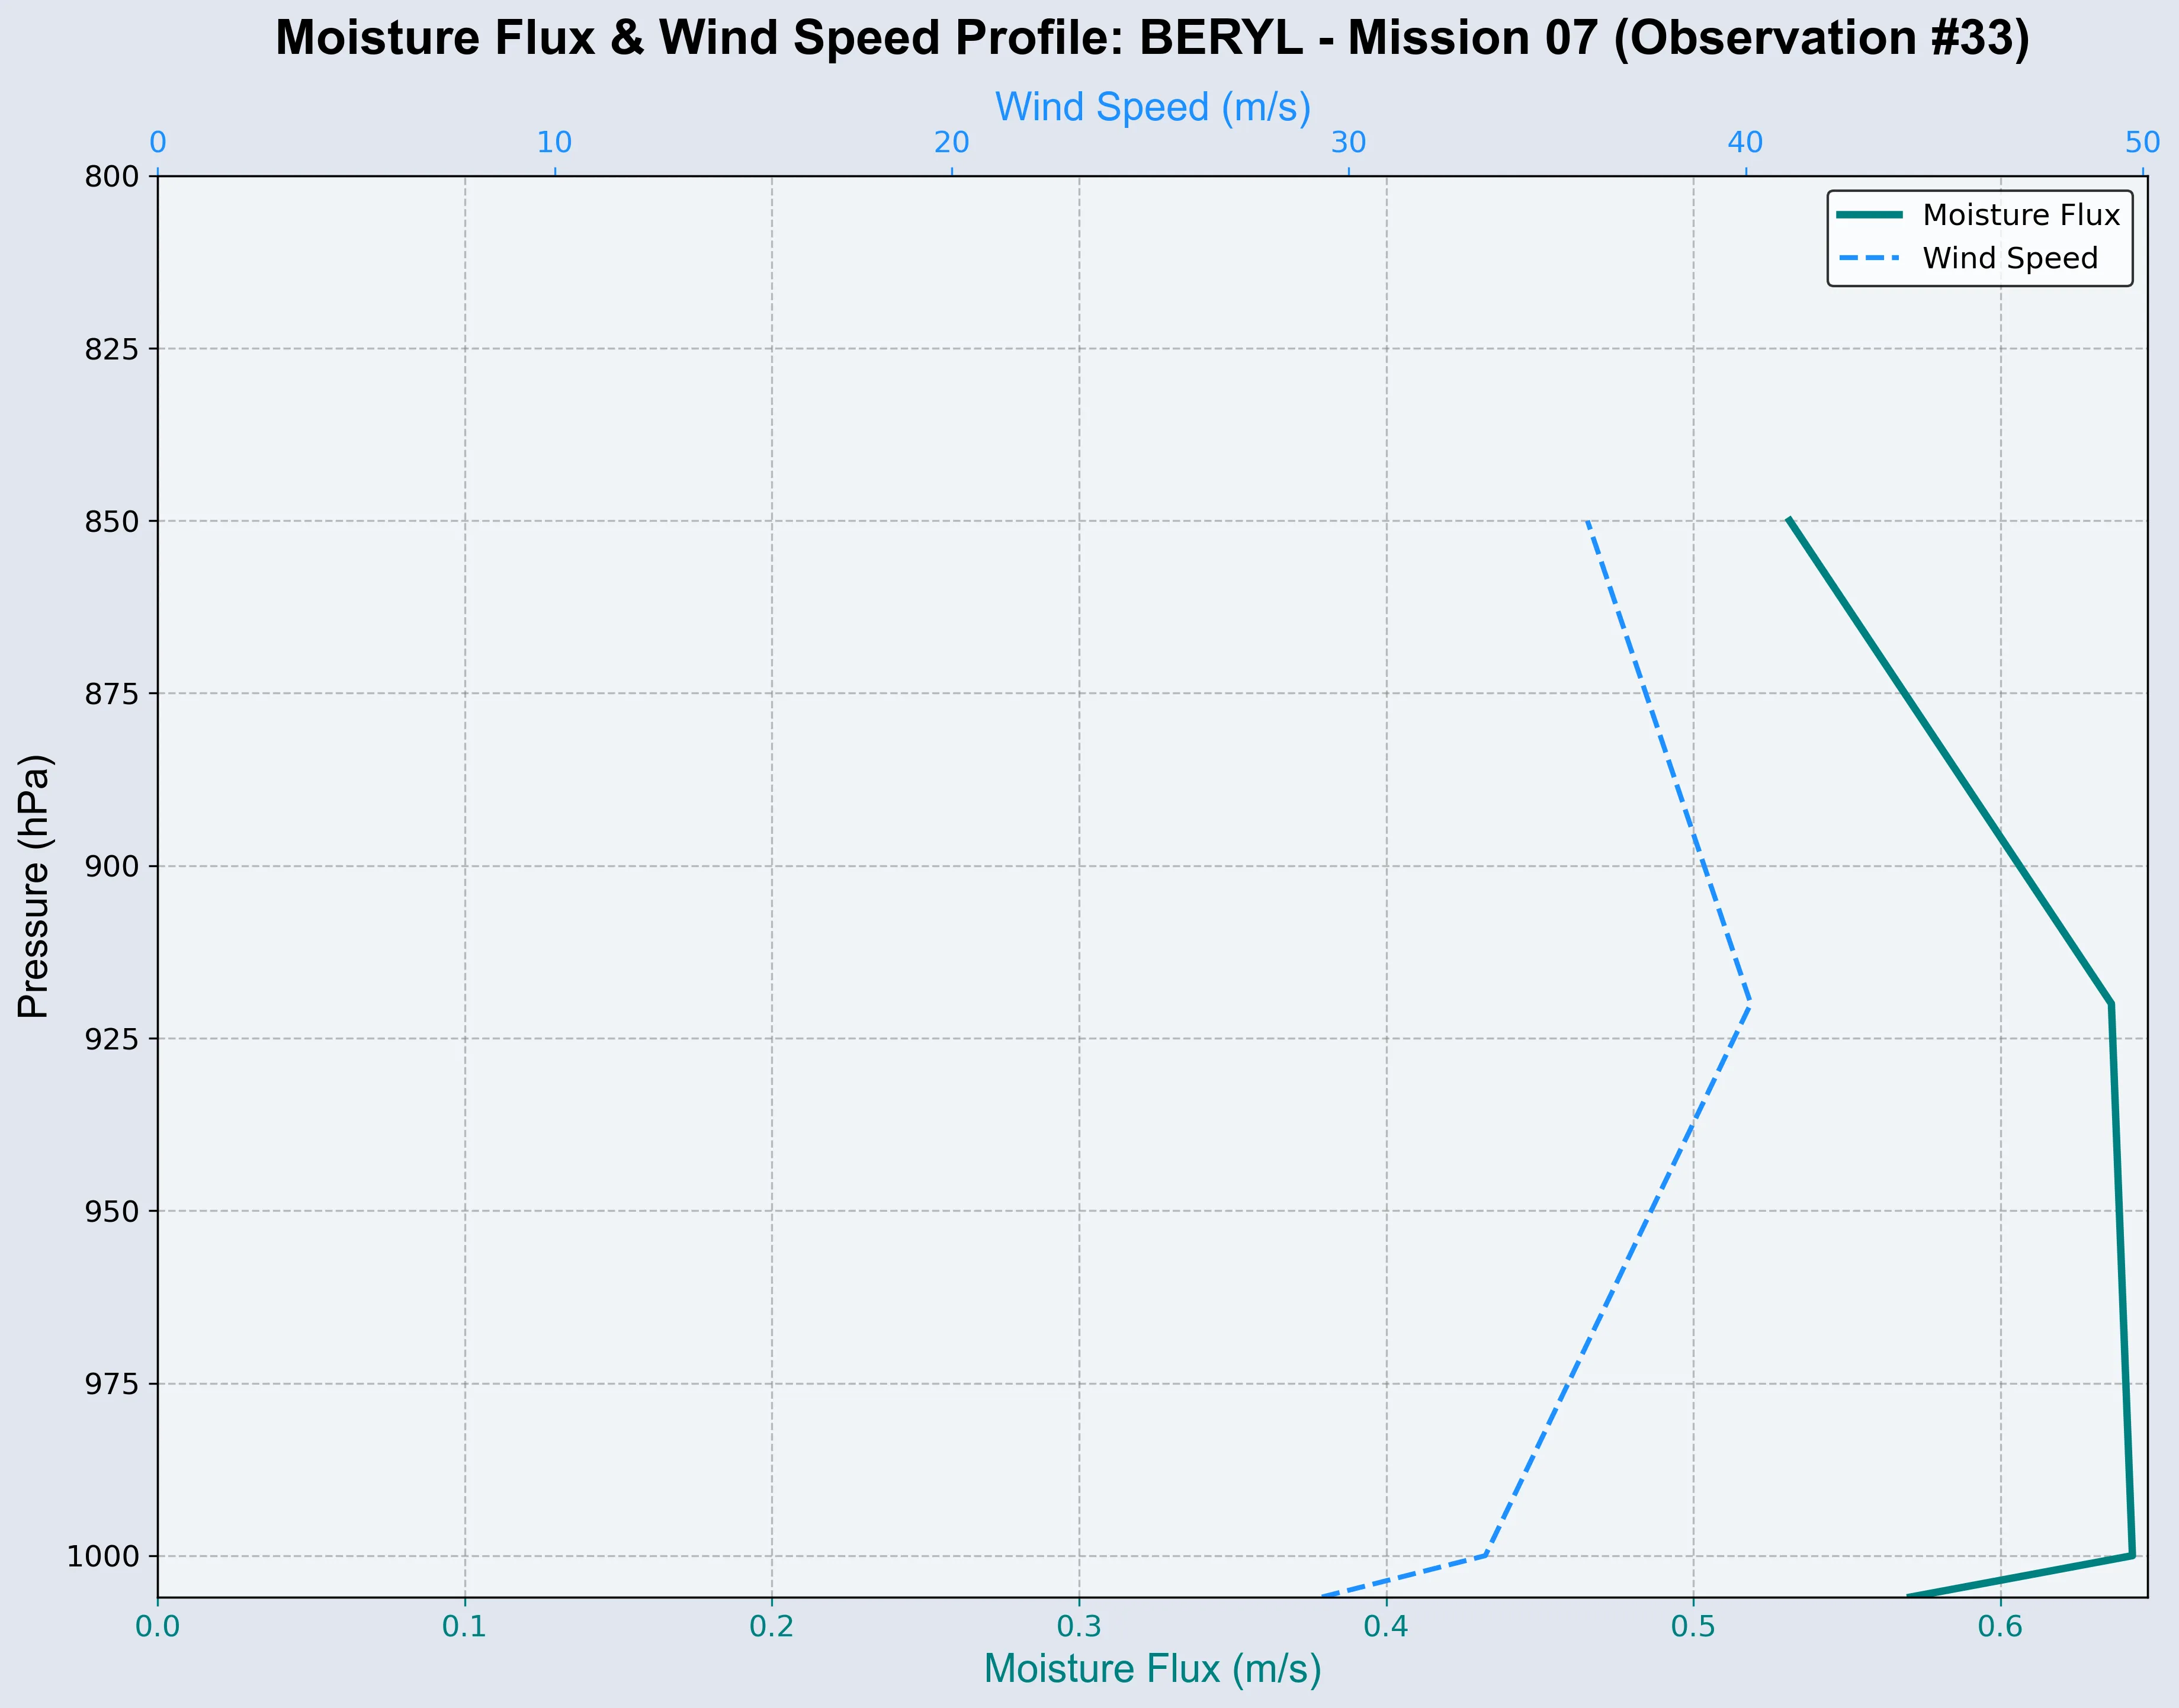 Moisture Flux & Wind Speed Profile: BERYL - Mission 07 (Observation #33)
Wind Speed (m/s)
0 10 20 30 40 50
Moisture Flux
Wind Speed
Pressure (hPa)
800
825
850
875
900
925
950
975
1000
0.0 0.1 0.2 0.3 0.4 0.5 0.6
Moisture Flux (m/s)